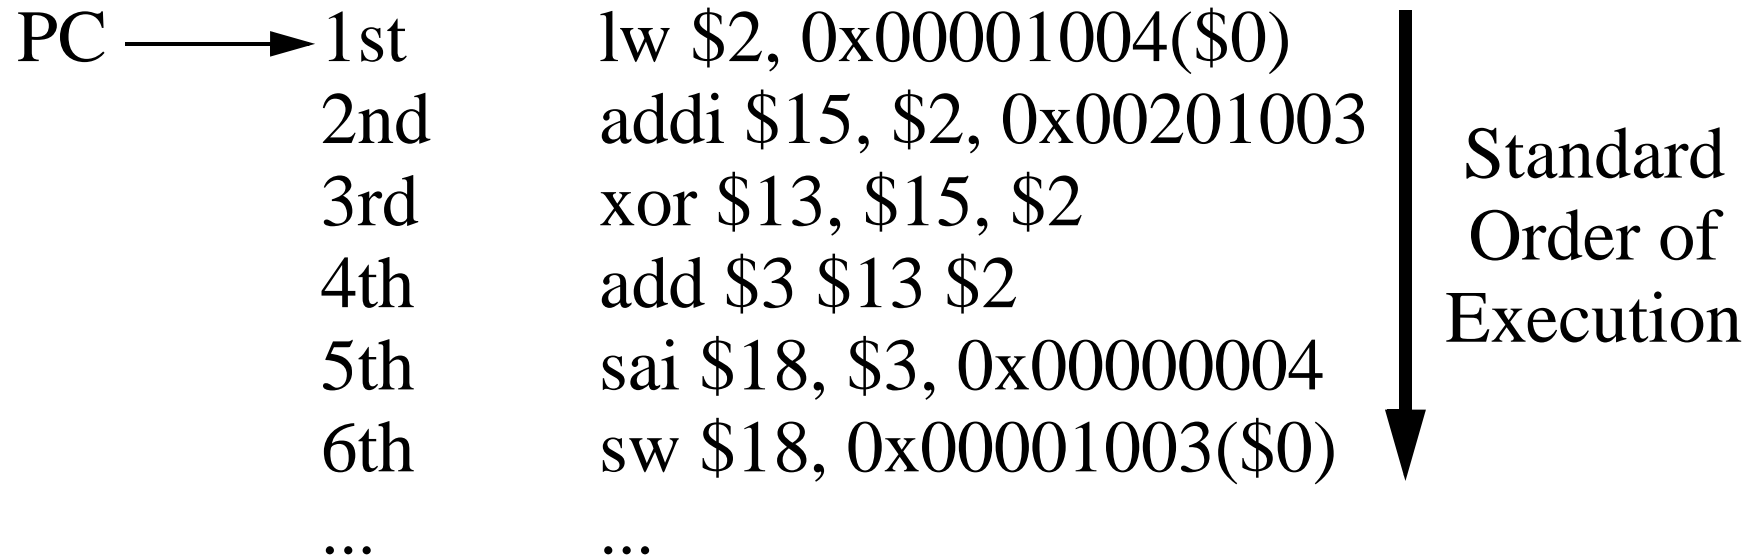 PC 1st lw $2, 0x00001004($0)
2nd addi $15, $2, 0x00201003
3rd xor $13, $15, $2
4th add $3 $13 $2
5th sai $18, $3, 0x00000004
6th sw $18, 0x00001003($0)
... ...
Standard
Order of
Execution